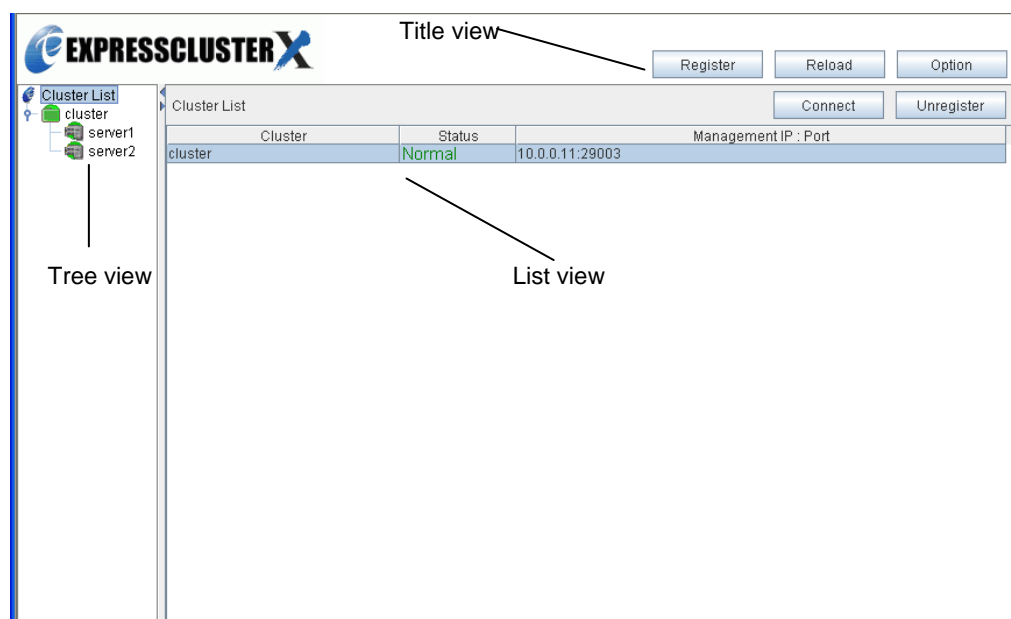 EXPRESSCLUSTER X
Title view
Register Reload Option
Cluster List
cluster
server1
server2
Cluster List Connect Unregister
Cluster Status Management IP : Port
cluster Normal 10.0.0.11:29003
Tree view
List view